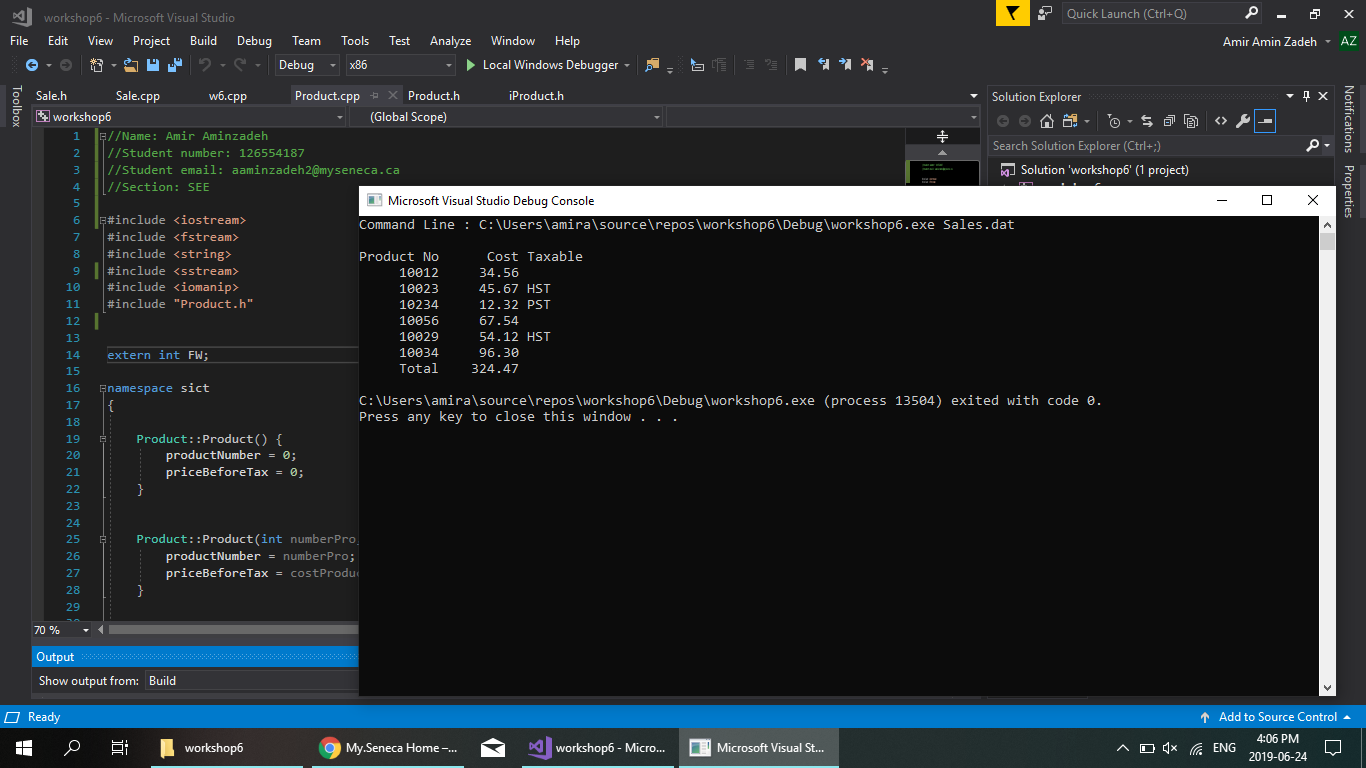 workshop6 - Microsoft Visual Studio
Quick Launch (Ctrl+Q)
File Edit View Project Build Debug Team Tools Test Analyze Window Help
Amir Amin Zadeh AZ
Debug x86 Local Windows Debugger
Toolbox
Sale.h Sale.cpp w6.cpp Product.cpp Product.h iProduct.h
workshop6 (Global Scope)
1 //Name: Amir Aminzadeh
2 //Student number: 126554187
3 //Student email: aaminzadeh2@myseneca.ca
4 //Section: SEE
5
6 #include <iostream>
7 #include <fstream>
8 #include <string>
9 #include <sstream>
10 #include <iomanip>
11 #include "Product.h"
12
13
14 extern int FW;
15
16 namespace sict
17 {
18
19 Product::Product() {
20 productNumber = 0;
21 priceBeforeTax = 0;
22 }
23
24
25 Product::Product(int numberPro
26 productNumber = numberPro;
27 priceBeforeTax = costProdu
28 }
29
70 %
Output
Show output from: Build
Solution Explorer
Search Solution Explorer (Ctrl+;)
Solution 'workshop6' (1 project)
Notifications
Properties
Microsoft Visual Studio Debug Console
Command Line : C:\Users\amira\source\repos\workshop6\Debug\workshop6.exe Sales.dat
Product No Cost Taxable
10012 34.56
10023 45.67 HST
10234 12.32 PST
10056 67.54
10029 54.12 HST
10034 96.30
Total 324.47
C:\Users\amira\source\repos\workshop6\Debug\workshop6.exe (process 13504) exited with code 0.
Press any key to close this window . . .
Ready
Add to Source Control
workshop6
My.Seneca Home –...
workshop6 - Micro...
Microsoft Visual St...
ENG
4:06 PM
2019-06-24